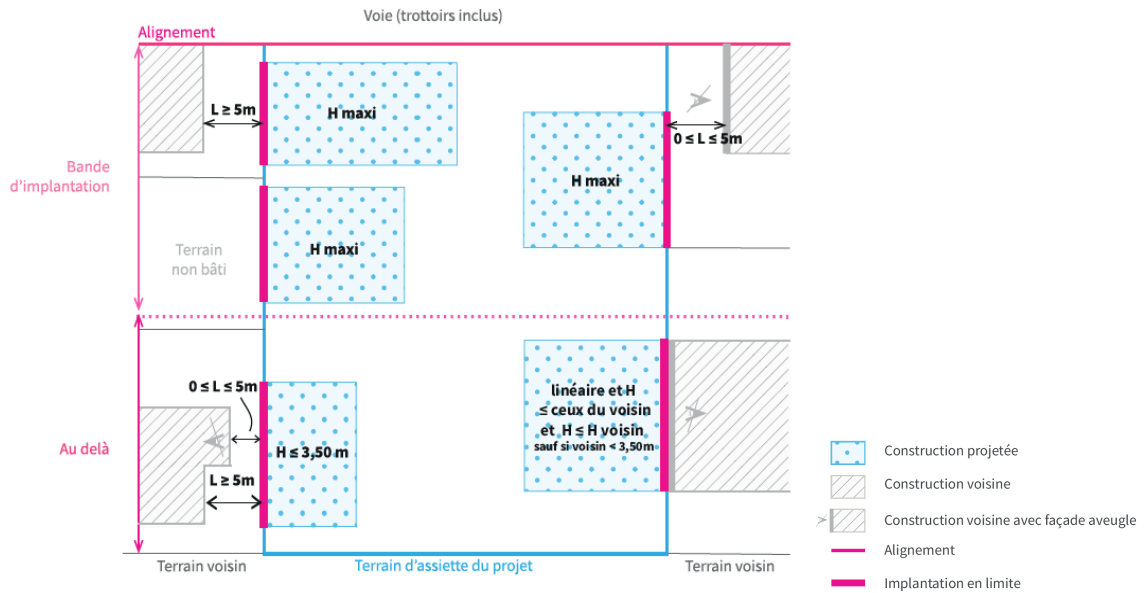 Voie (trottoirs inclus)
Alignement
L ≥ 5m
H maxi
0 ≤ L ≤ 5m
H maxi
Bande
d'implantation
Terrain
non bâti
H maxi
0 ≤ L ≤ 5m
linéaire et H
≤ ceux du voisin
et H ≤ H voisin
sauf si voisin < 3,50m
Au delà
H ≤ 3,50 m
L ≥ 5m
Terrain voisin
Terrain d'assiette du projet
Terrain voisin
Construction projetée
Construction voisine
Construction voisine avec façade aveugle
Alignement
Implantation en limite